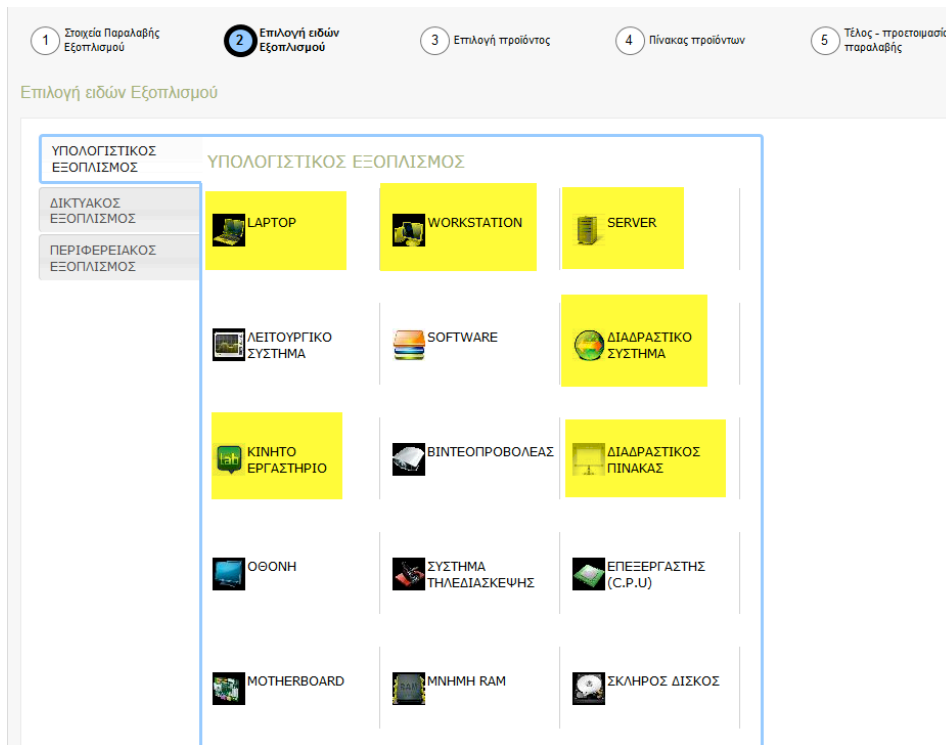 1 Στοιχεία Παραλαβής
Εξοπλισμού
2 Επιλογή ειδών
Εξοπλισμού
3 Επιλογή προϊόντος
4 Πίνακας προϊόντων
5 Τέλος - προετοιμασί
παραλαβής
Επιλογή ειδών Εξοπλισμού
ΥΠΟΛΟΓΙΣΤΙΚΟΣ
ΕΞΟΠΛΙΣΜΟΣ
ΔΙΚΤΥΑΚΟΣ
ΕΞΟΠΛΙΣΜΟΣ
ΠΕΡΙΦΕΡΕΙΑΚΟΣ
ΕΞΟΠΛΙΣΜΟΣ
ΥΠΟΛΟΓΙΣΤΙΚΟΣ ΕΞΟΠΛΙΣΜΟΣ
LAPTOP
WORKSTATION
SERVER
ΛΕΙΤΟΥΡΓΙΚΟ
ΣΥΣΤΗΜΑ
SOFTWARE
ΔΙΑΔΡΑΣΤΙΚΟ
ΣΥΣΤΗΜΑ
lab
ΚΙΝΗΤΟ
ΕΡΓΑΣΤΗΡΙΟ
ΒΙΝΤΕΟΠΡΟΒΟΛΕΑΣ
ΔΙΑΔΡΑΣΤΙΚΟΣ
ΠΙΝΑΚΑΣ
ΟΘΟΝΗ
ΣΥΣΤΗΜΑ
ΤΗΛΕΔΙΑΣΚΕΨΗΣ
ΕΠΕΞΕΡΓΑΣΤΗΣ
(C.P.U)
MOTHERBOARD
RAM
ΜΝΗΜΗ RAM
ΣΚΛΗΡΟΣ ΔΙΣΚΟΣ